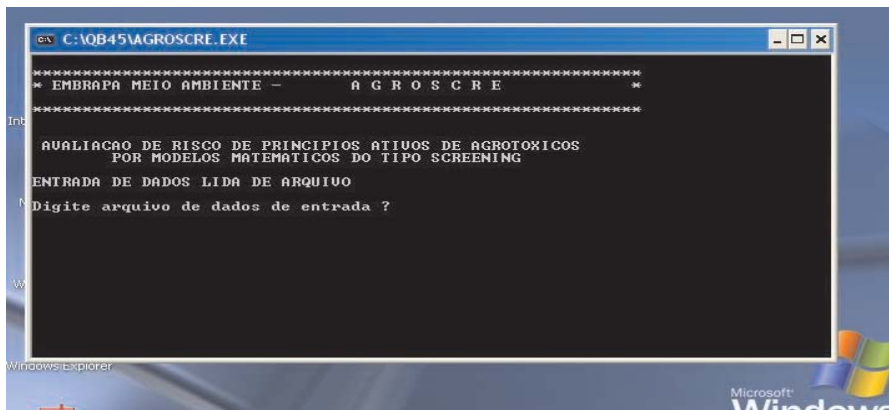 C:\QB45\AGROSCRE.EXE
*************************************************************
* EMBRAPA MEIO AMBIENTE - A G R O S C R E *
*************************************************************
AVALIACAO DE RISCO DE PRINCIPIOS ATIVOS DE AGROTOXICOS
POR MODELOS MATEMATICOS DO TIPO SCREENING
ENTRADA DE DADOS LIDA DE ARQUIVO
Digite arquivo de dados de entrada ?
Windows Explorer
Microsoft
Windows